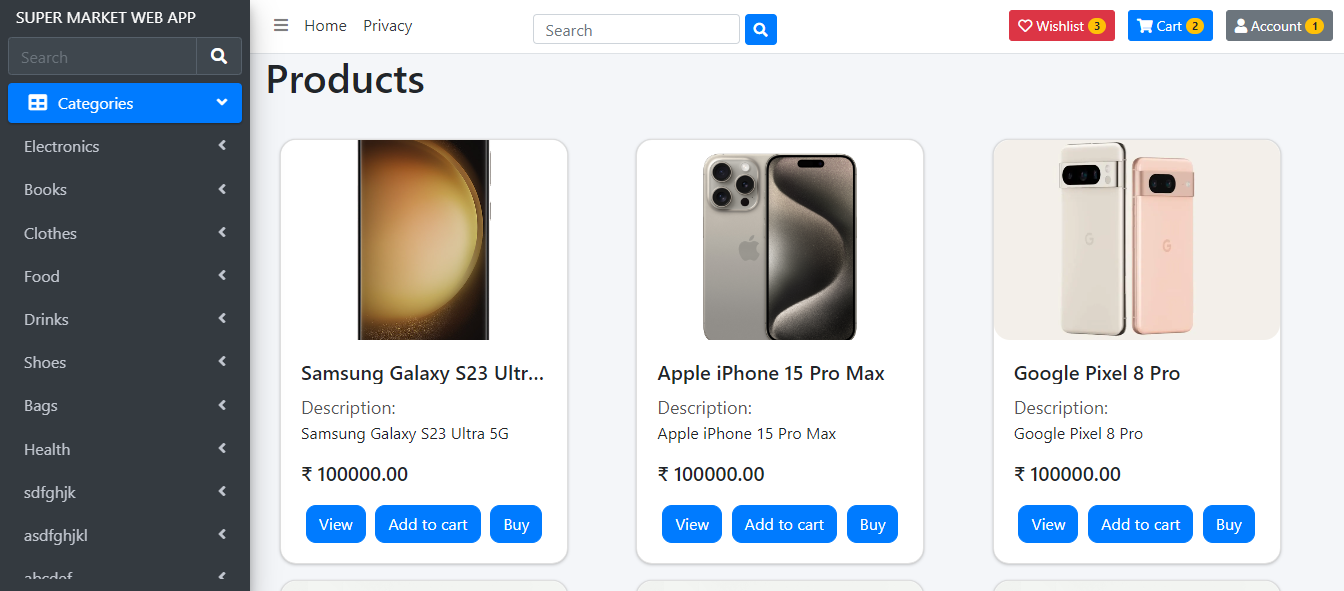 SUPER MARKET WEB APP
Search
Categories
Electronics
Books
Clothes
Food
Drinks
Shoes
Bags
Health
sdfghjk
asdfghjkl
abcdef
Home Privacy Search Wishlist 3 Cart 2 Account 1
Products
Samsung Galaxy S23 Ultr...
Description:
Samsung Galaxy S23 Ultra 5G
₹ 100000.00
View Add to cart Buy
Apple iPhone 15 Pro Max
Description:
Apple iPhone 15 Pro Max
₹ 100000.00
View Add to cart Buy
Google Pixel 8 Pro
Description:
Google Pixel 8 Pro
₹ 100000.00
View Add to cart Buy